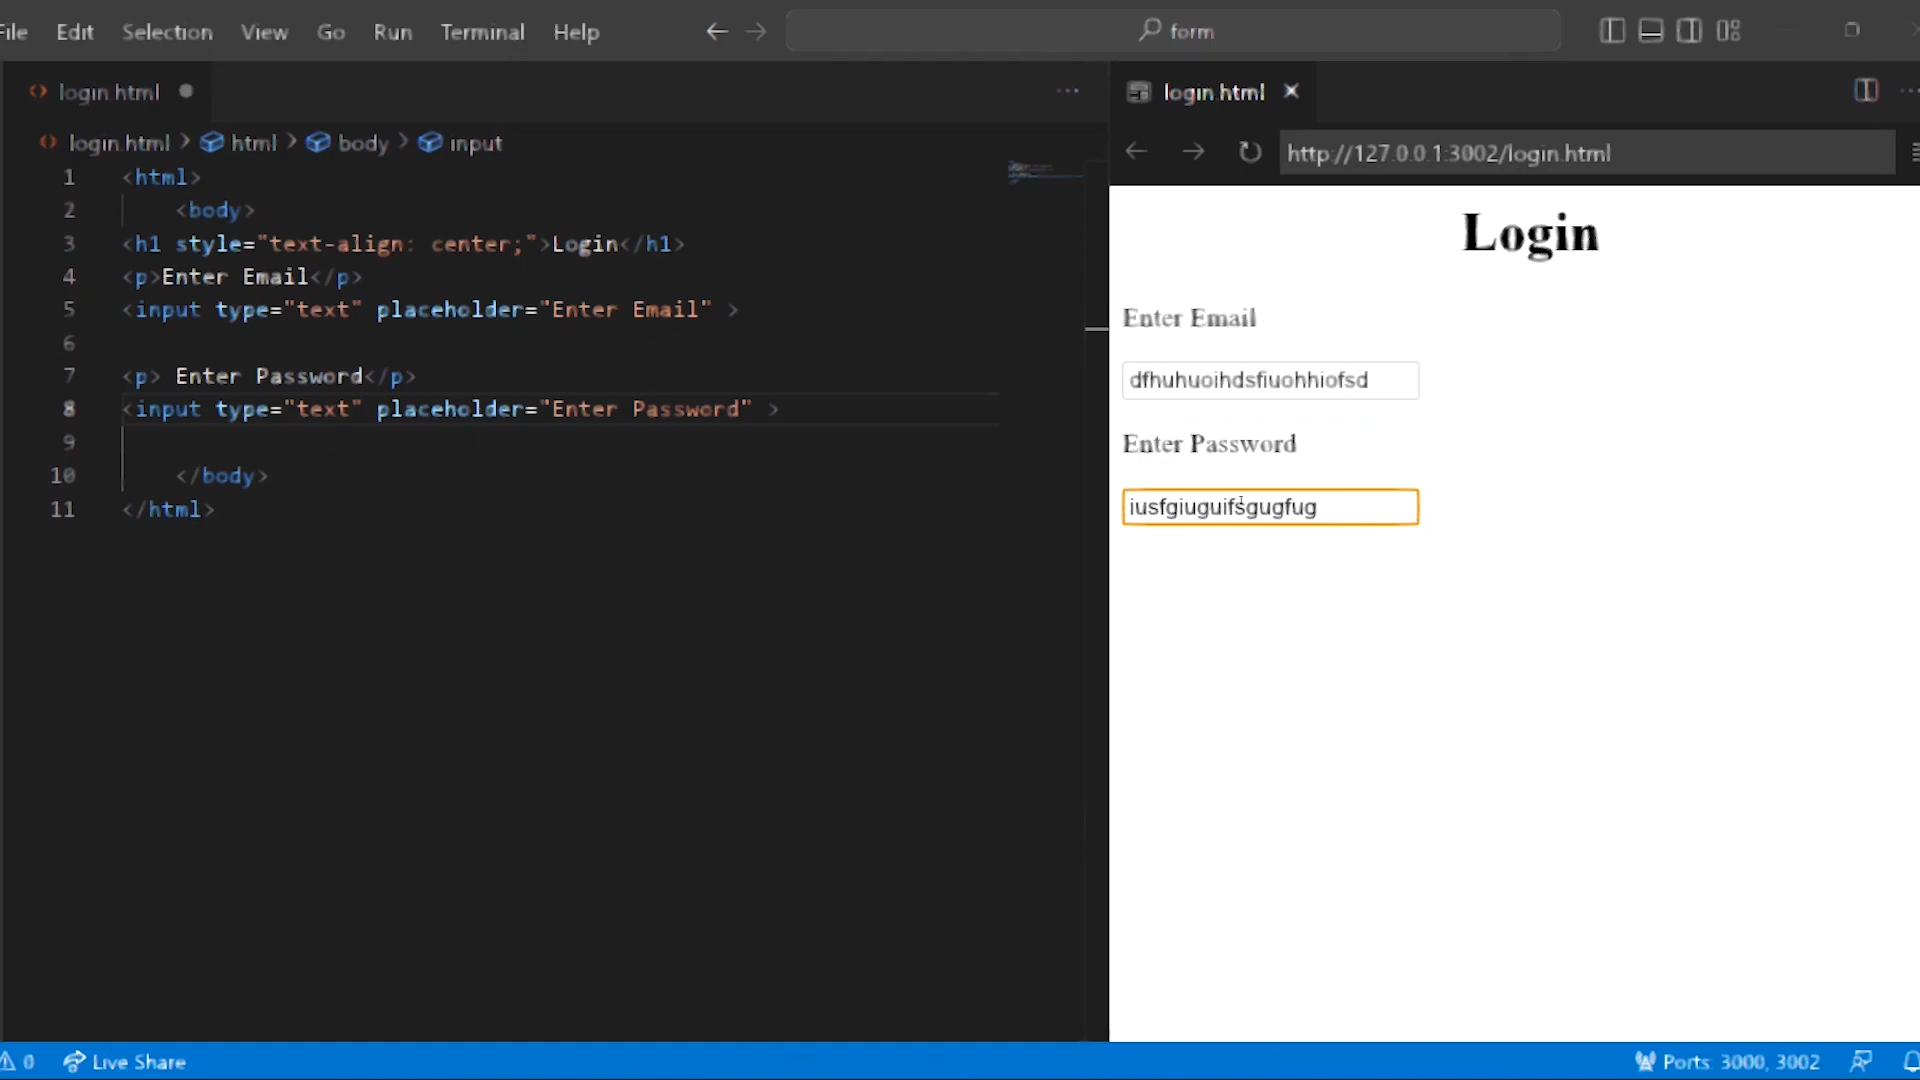 File Edit Selection View Go Run Terminal Help
form
login.html
login.html > html > body > input
1 <html>
2 <body>
3 <h1 style="text-align: center;">Login</h1>
4 <p>Enter Email</p>
5 <input type="text" placeholder="Enter Email" >
6
7 <p> Enter Password</p>
8 <input type="text" placeholder="Enter Password" >
9
10 </body>
11 </html>
login.html
http://127.0.0.1:3002/login.html
Login
Enter Email
dfhuhuoihdsfiuohhiofsd
Enter Password
iusfgiuguifsgugfug
0 Live Share
Ports: 3000, 3002